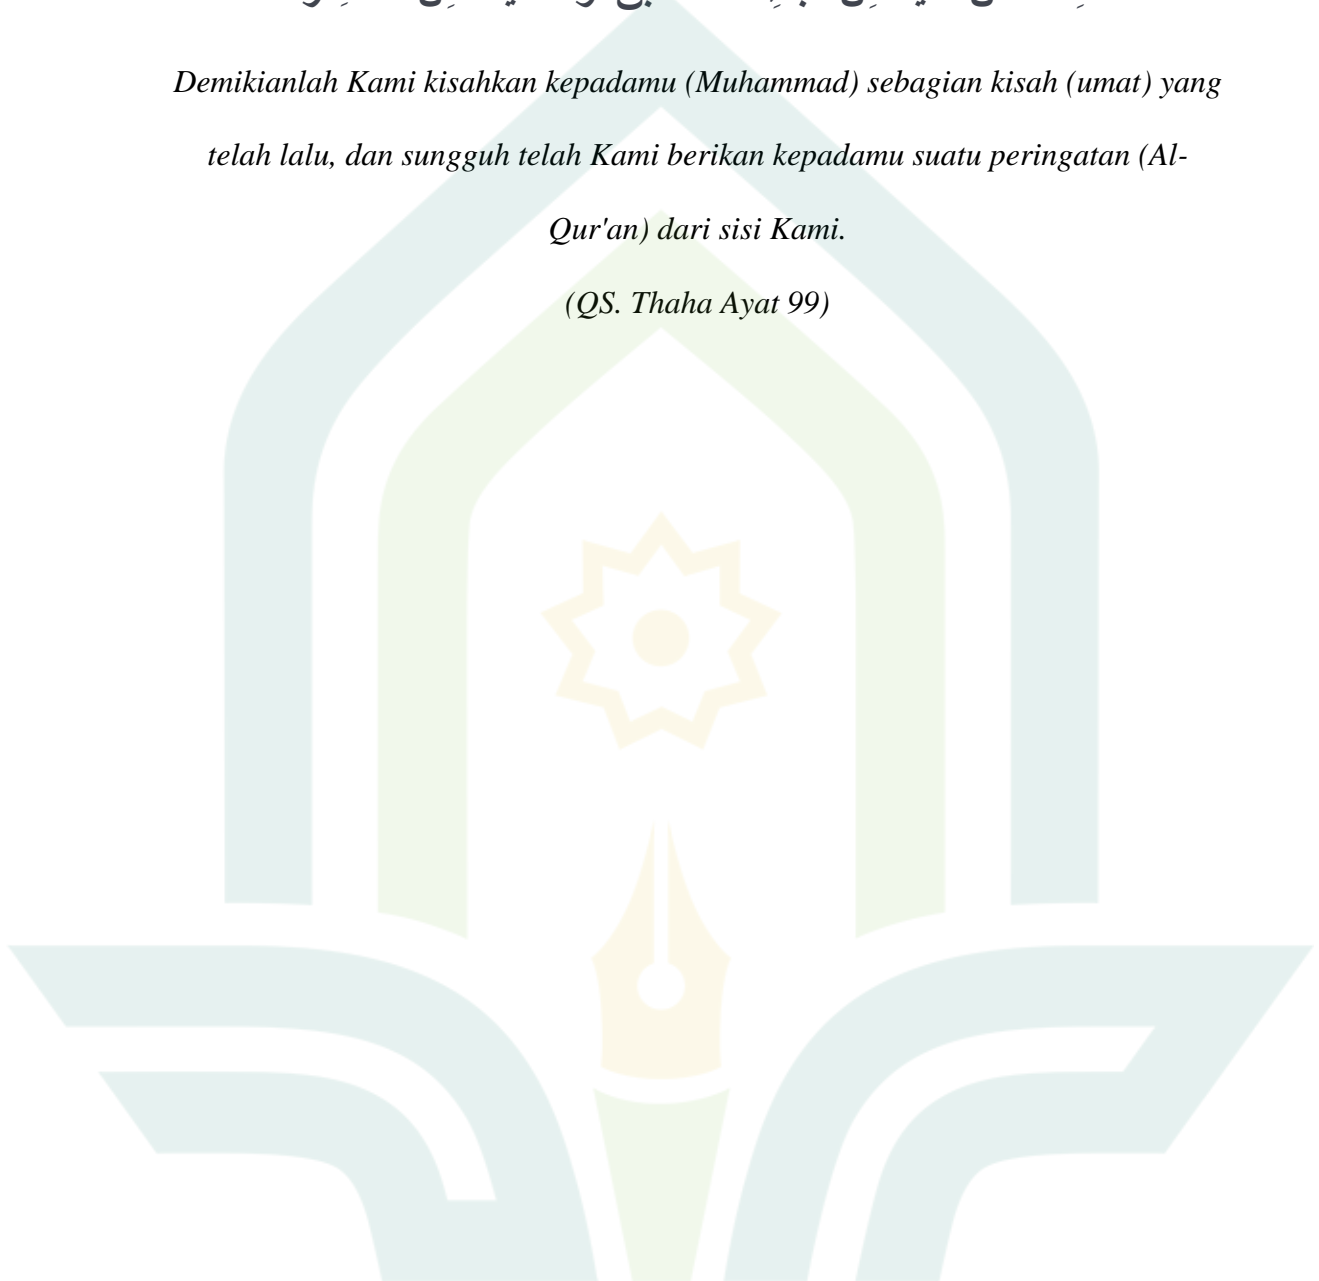 Demikianlah Kami kisahkan kepadamu (Muhammad) sebagian kisah (umat) yang
telah lalu, dan sungguh telah Kami berikan kepadamu suatu peringatan (Al-
Qur'an) dari sisi Kami.
(QS. Thaha Ayat 99)